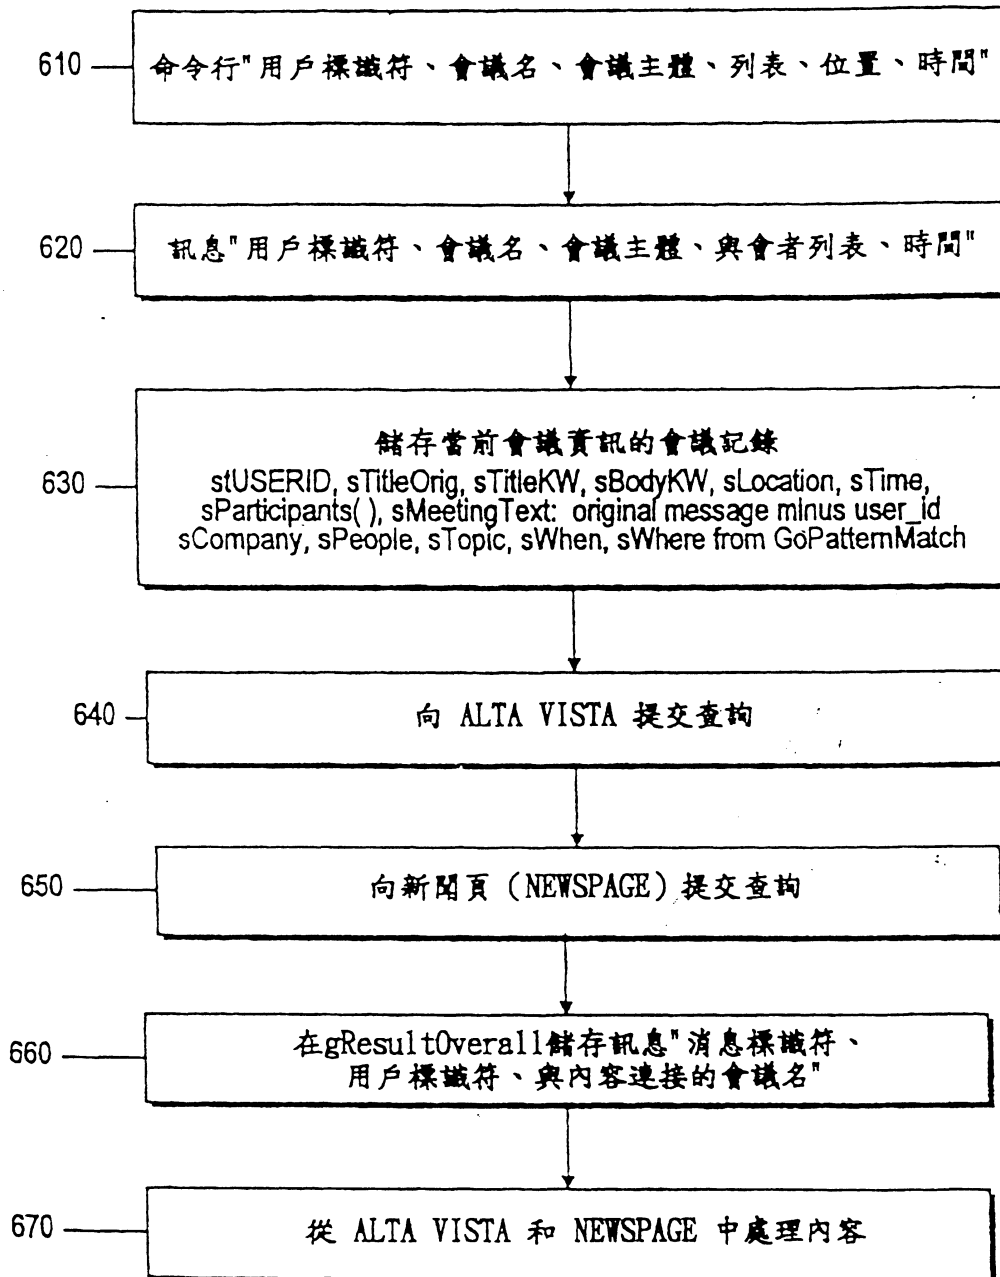 610 命令行"用戶標識符、會議名、會議主體、列表、位置、時間"
620 訊息"用戶標識符、會議名、會議主體、與會者列表、時間"
儲存當前會議資訊的會議記錄
630 stUSERID, sTitleOrig, sTitleKW, sBodyKW, sLocation, sTime,
sParticipants( ), sMeetingText: original message minus user_id
sCompany, sPeople, sTopic, sWhen, sWhere from GoPatternMatch
640 向 ALTA VISTA 提交查詢
650 向新聞頁（NEWSPAGE）提交查詢
660 在gResultOverall儲存訊息"消息標識符、
用戶標識符、與內容連接的會議名"
670 從 ALTA VISTA 和 NEWSPAGE 中處理內容